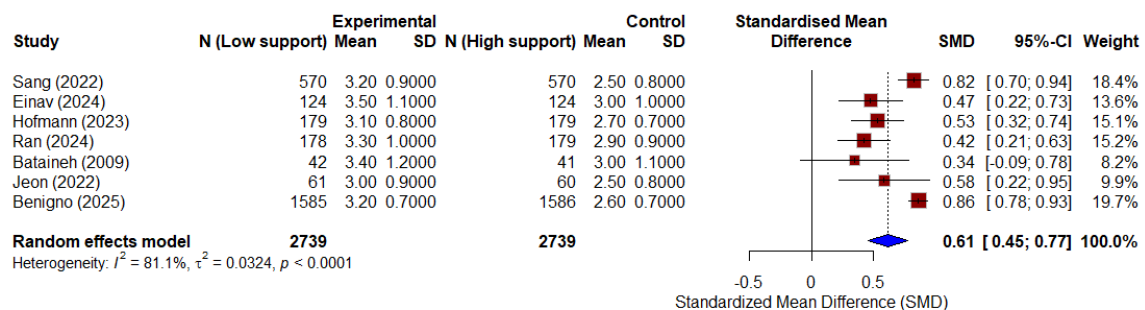 Experimental Control Standardised Mean
Study N (Low support) Mean SD N (High support) Mean SD Difference SMD 95%-CI Weight
Sang (2022) 570 3.20 0.9000 570 2.50 0.8000 0.82 [ 0.70; 0.94] 18.4%
Einav (2024) 124 3.50 1.1000 124 3.00 1.0000 0.47 [ 0.22; 0.73] 13.6%
Hofmann (2023) 179 3.10 0.8000 179 2.70 0.7000 0.53 [ 0.32; 0.74] 15.1%
Ran (2024) 178 3.30 1.0000 179 2.90 0.9000 0.42 [ 0.21; 0.63] 15.2%
Bataineh (2009) 42 3.40 1.2000 41 3.00 1.1000 0.34 [-0.09; 0.78] 8.2%
Jeon (2022) 61 3.00 0.9000 60 2.50 0.8000 0.58 [ 0.22; 0.95] 9.9%
Benigno (2025) 1585 3.20 0.7000 1586 2.60 0.7000 0.86 [ 0.78; 0.93] 19.7%
Random effects model 2739 2739 0.61 [ 0.45; 0.77] 100.0%
Heterogeneity: I² = 81.1%, τ² = 0.0324, p < 0.0001
-0.5 0 0.5
Standardized Mean Difference (SMD)